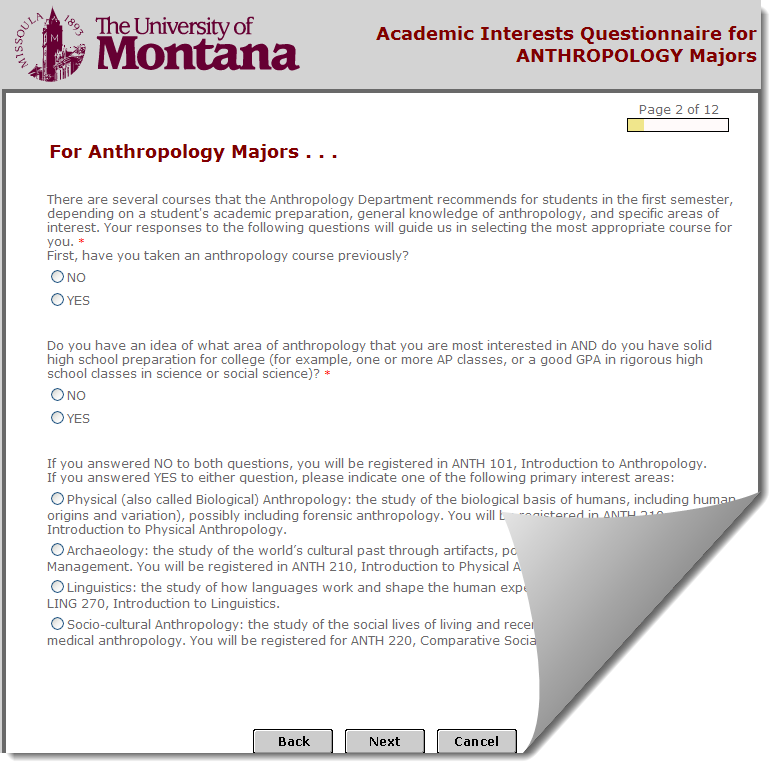 MISSOULA 1893
M
The University of
Montana
Academic Interests Questionnaire for
ANTHROPOLOGY Majors
Page 2 of 12
For Anthropology Majors . . .
There are several courses that the Anthropology Department recommends for students in the first semester,
depending on a student's academic preparation, general knowledge of anthropology, and specific areas of
interest. Your responses to the following questions will guide us in selecting the most appropriate course for
you. *
First, have you taken an anthropology course previously?
NO
YES
Do you have an idea of what area of anthropology that you are most interested in AND do you have solid
high school preparation for college (for example, one or more AP classes, or a good GPA in rigorous high
school classes in science or social science)? *
NO
YES
If you answered NO to both questions, you will be registered in ANTH 101, Introduction to Anthropology.
If you answered YES to either question, please indicate one of the following primary interest areas:
Physical (also called Biological) Anthropology: the study of the biological basis of humans, including human
origins and variation), possibly including forensic anthropology. You will be registered in ANTH 210
Introduction to Physical Anthropology.
Archaeology: the study of the world's cultural past through artifacts,
Management. You will be registered in ANTH 210, Introduction to Physical
Linguistics: the study of how languages work and shape the human
LING 270, Introduction to Linguistics.
Socio-cultural Anthropology: the study of the social lives of living and
medical anthropology. You will be registered for ANTH 220, Comparative
Back Next Cancel